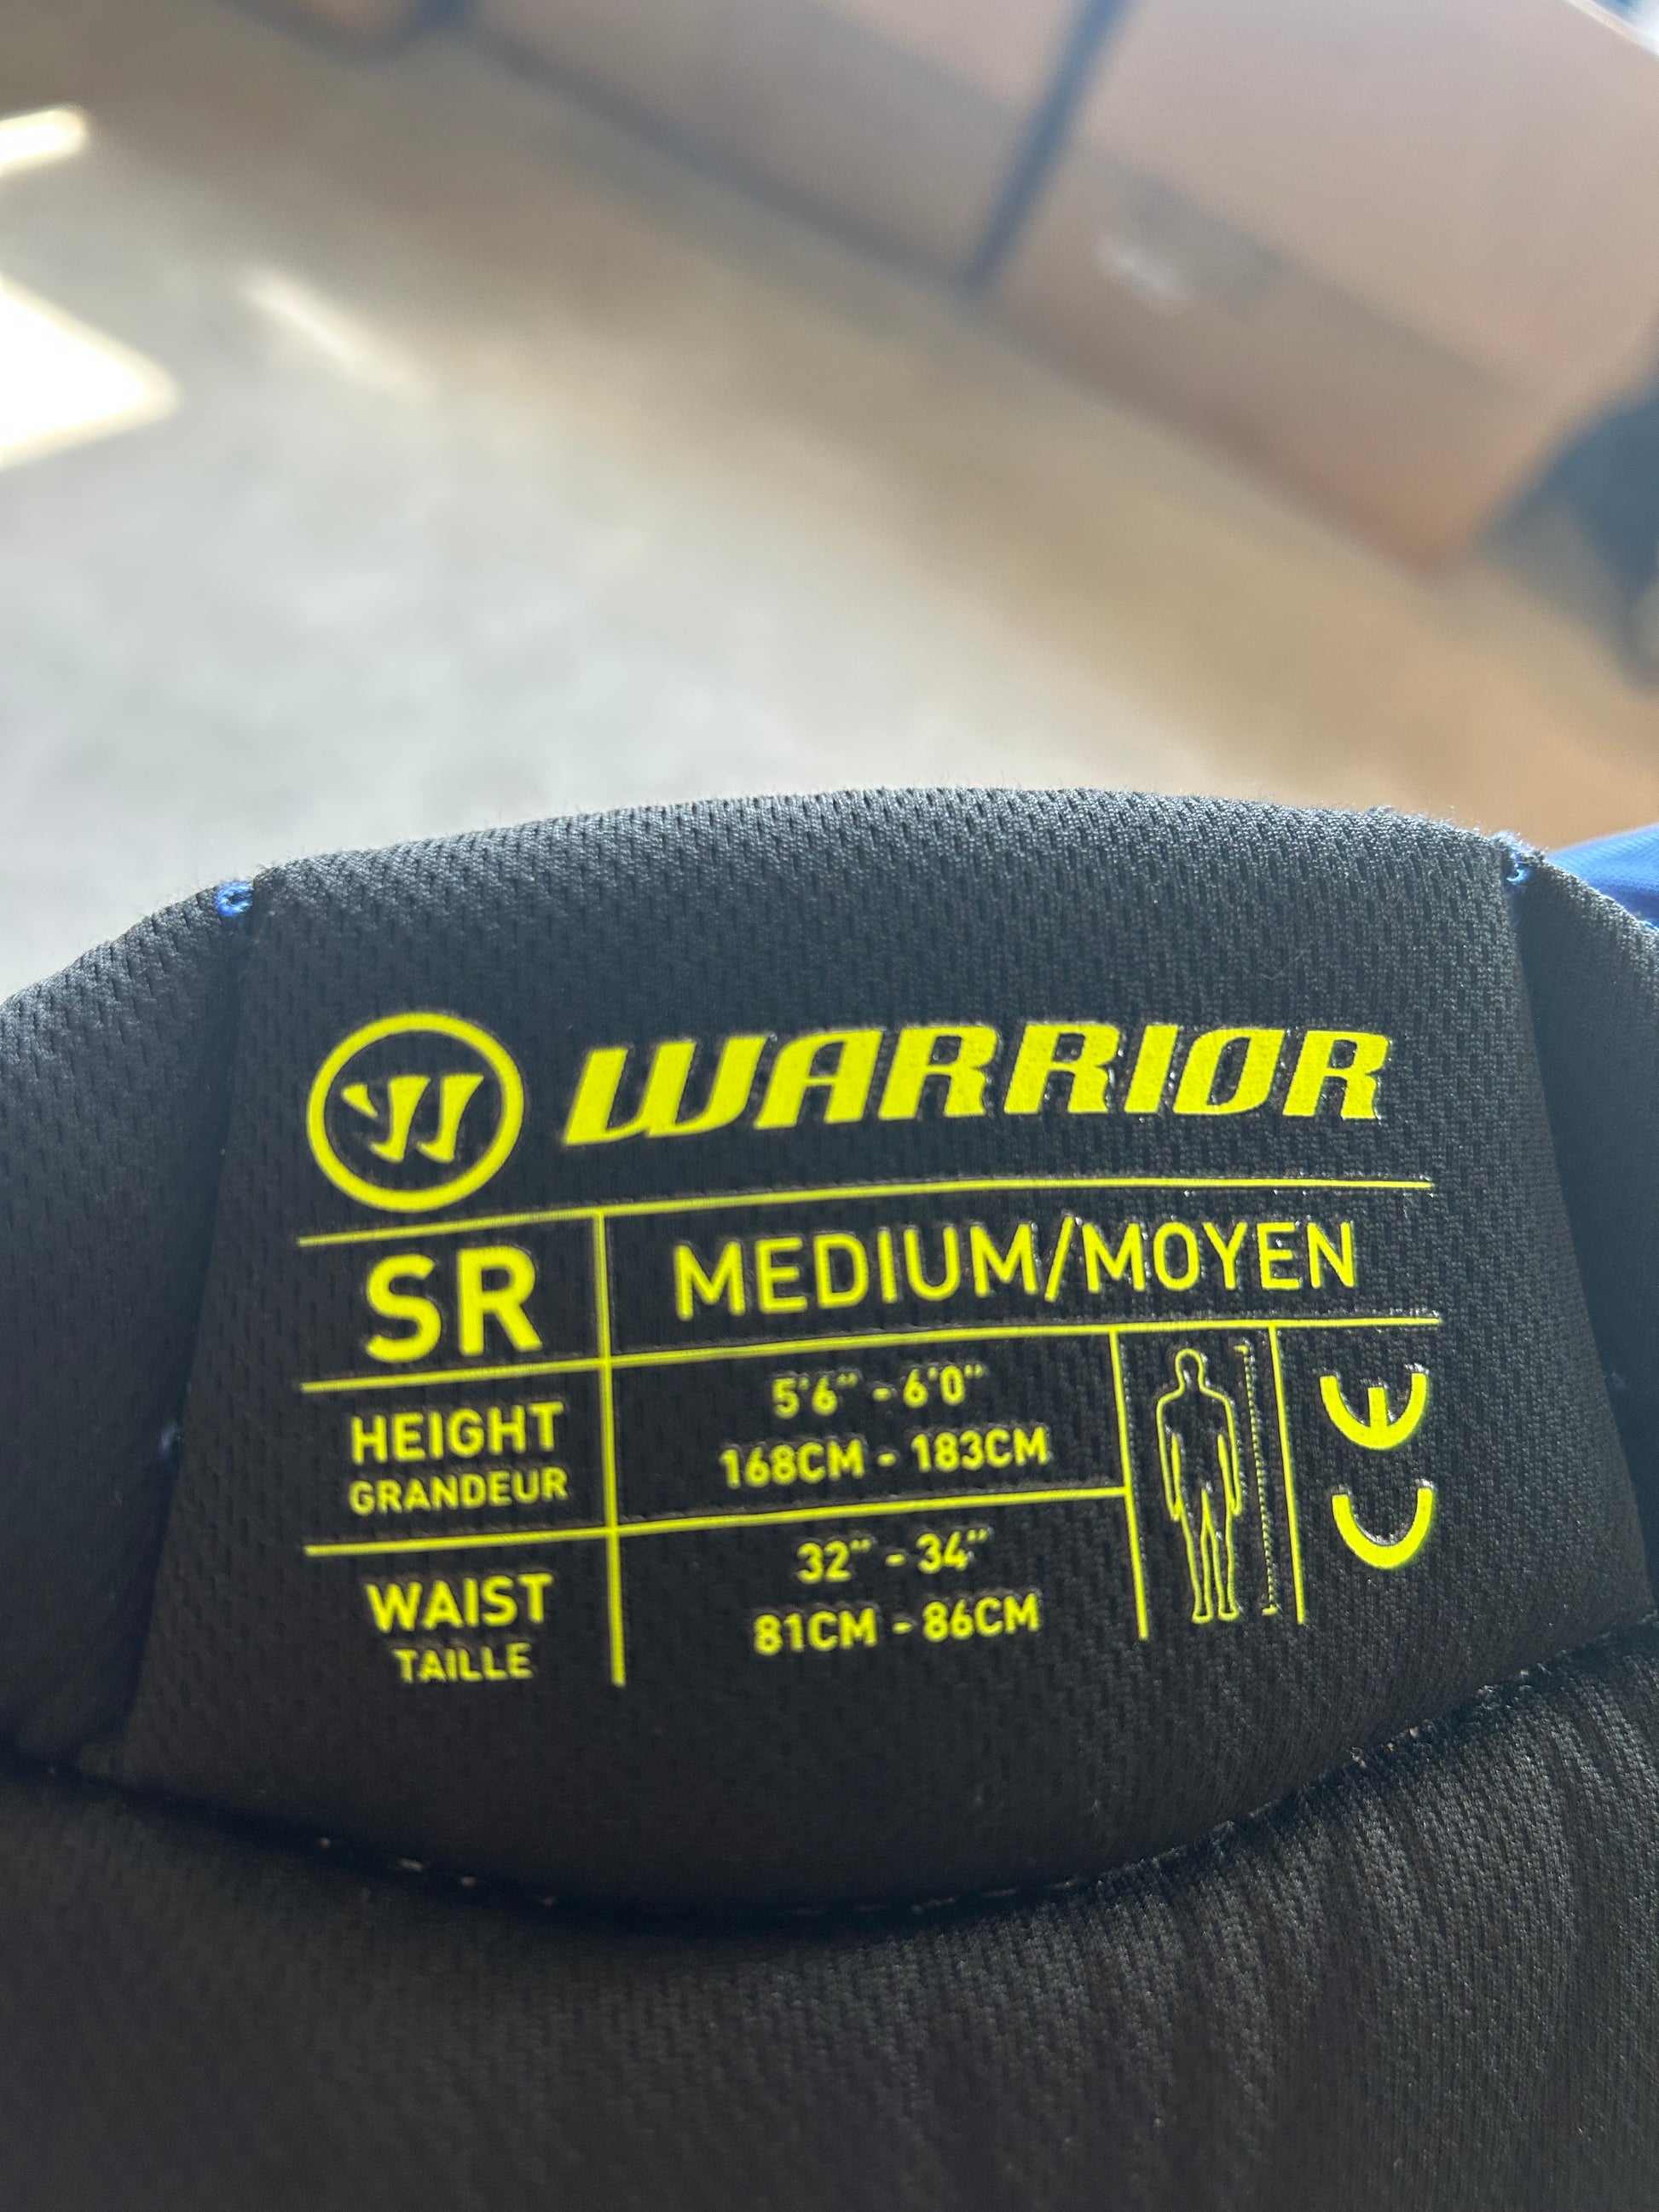 WARRIOR
SR
MEDIUM/MOYEN
HEIGHT
GRANDEUR
5'6" - 6'0"
168CM - 183CM
WAIST
TAILLE
32" - 34"
81CM - 86CM
CE